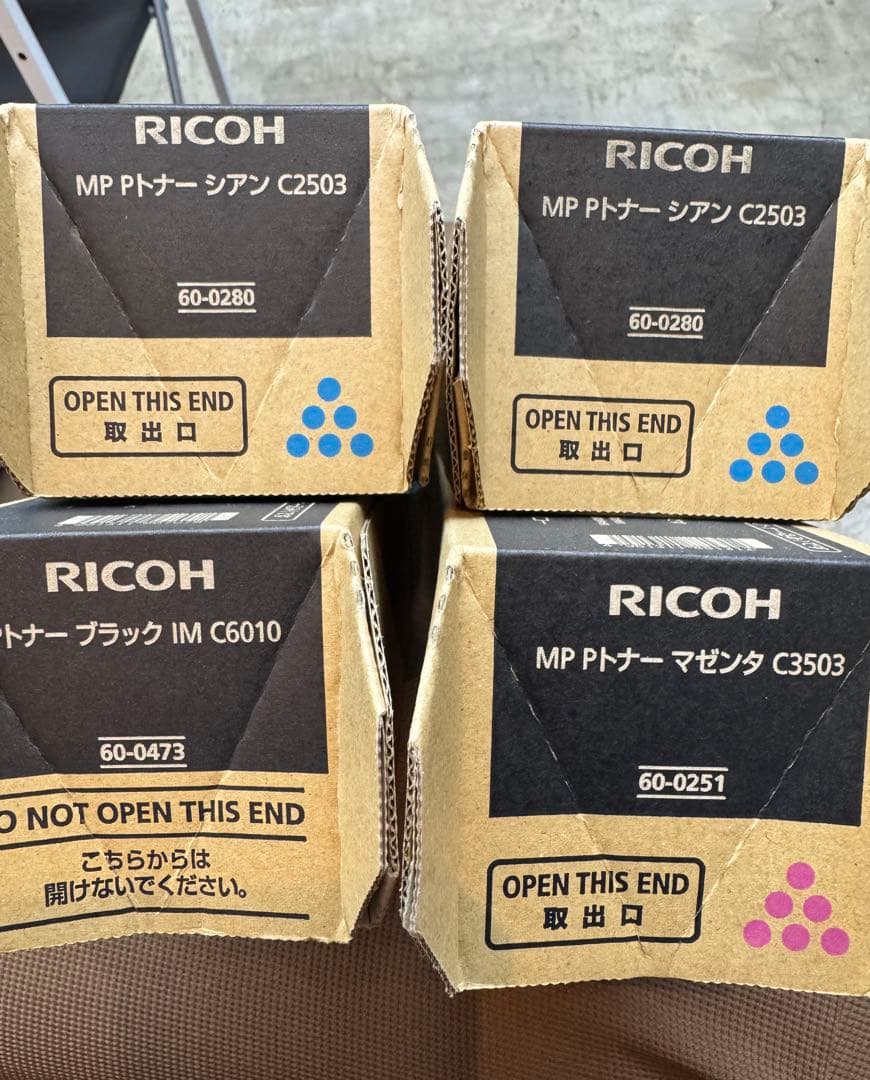 RICOH
MP Pトナー シアン C2503
60-0280
OPEN THIS END
取出口
RICOH
MP Pトナー シアン C2503
60-0280
OPEN THIS END
取出口
RICOH
トナー ブラック IM C6010
60-0473
NOT OPEN THIS END
こちらからは
開けないでください。
RICOH
MP Pトナー マゼンタ C3503
60-0251
OPEN THIS END
取出口